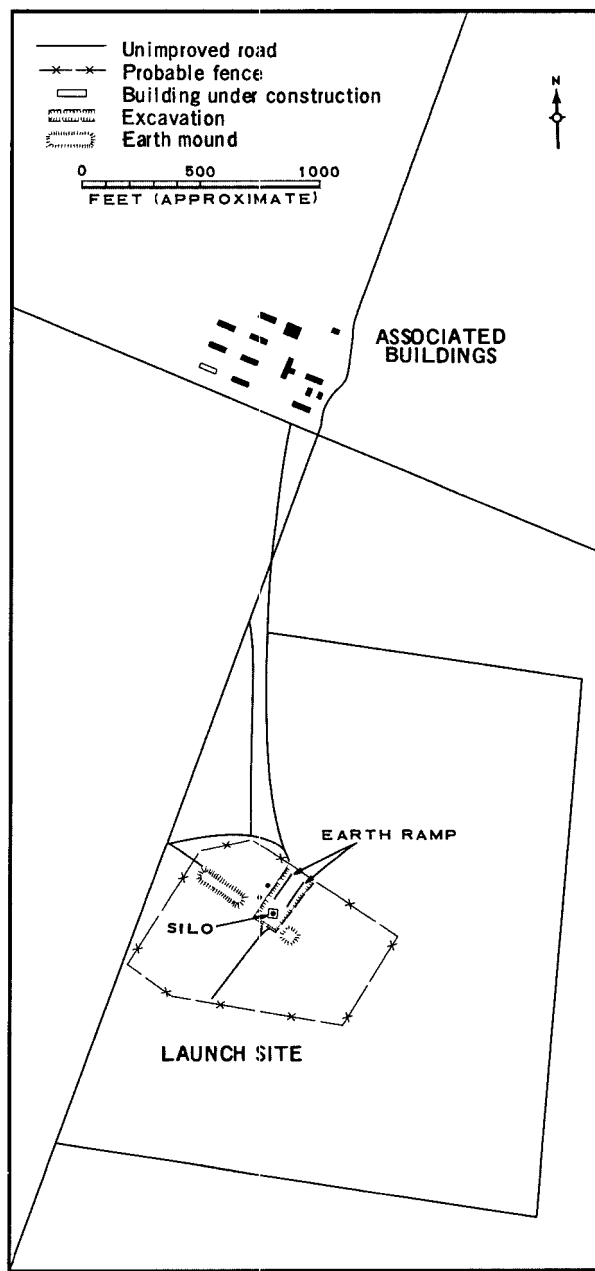 Unimproved road
Probable fence
Building under construction
Excavation
Earth mound
0 500 1000
FEET (APPROXIMATE)
N
ASSOCIATED
BUILDINGS
EARTH RAMP
SILO
LAUNCH SITE